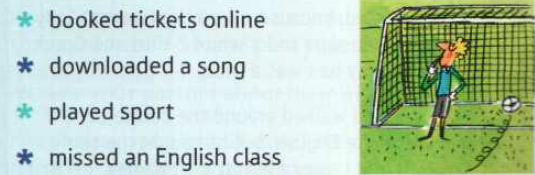 * booked tickets online
* downloaded a song
* played sport
* missed an English class